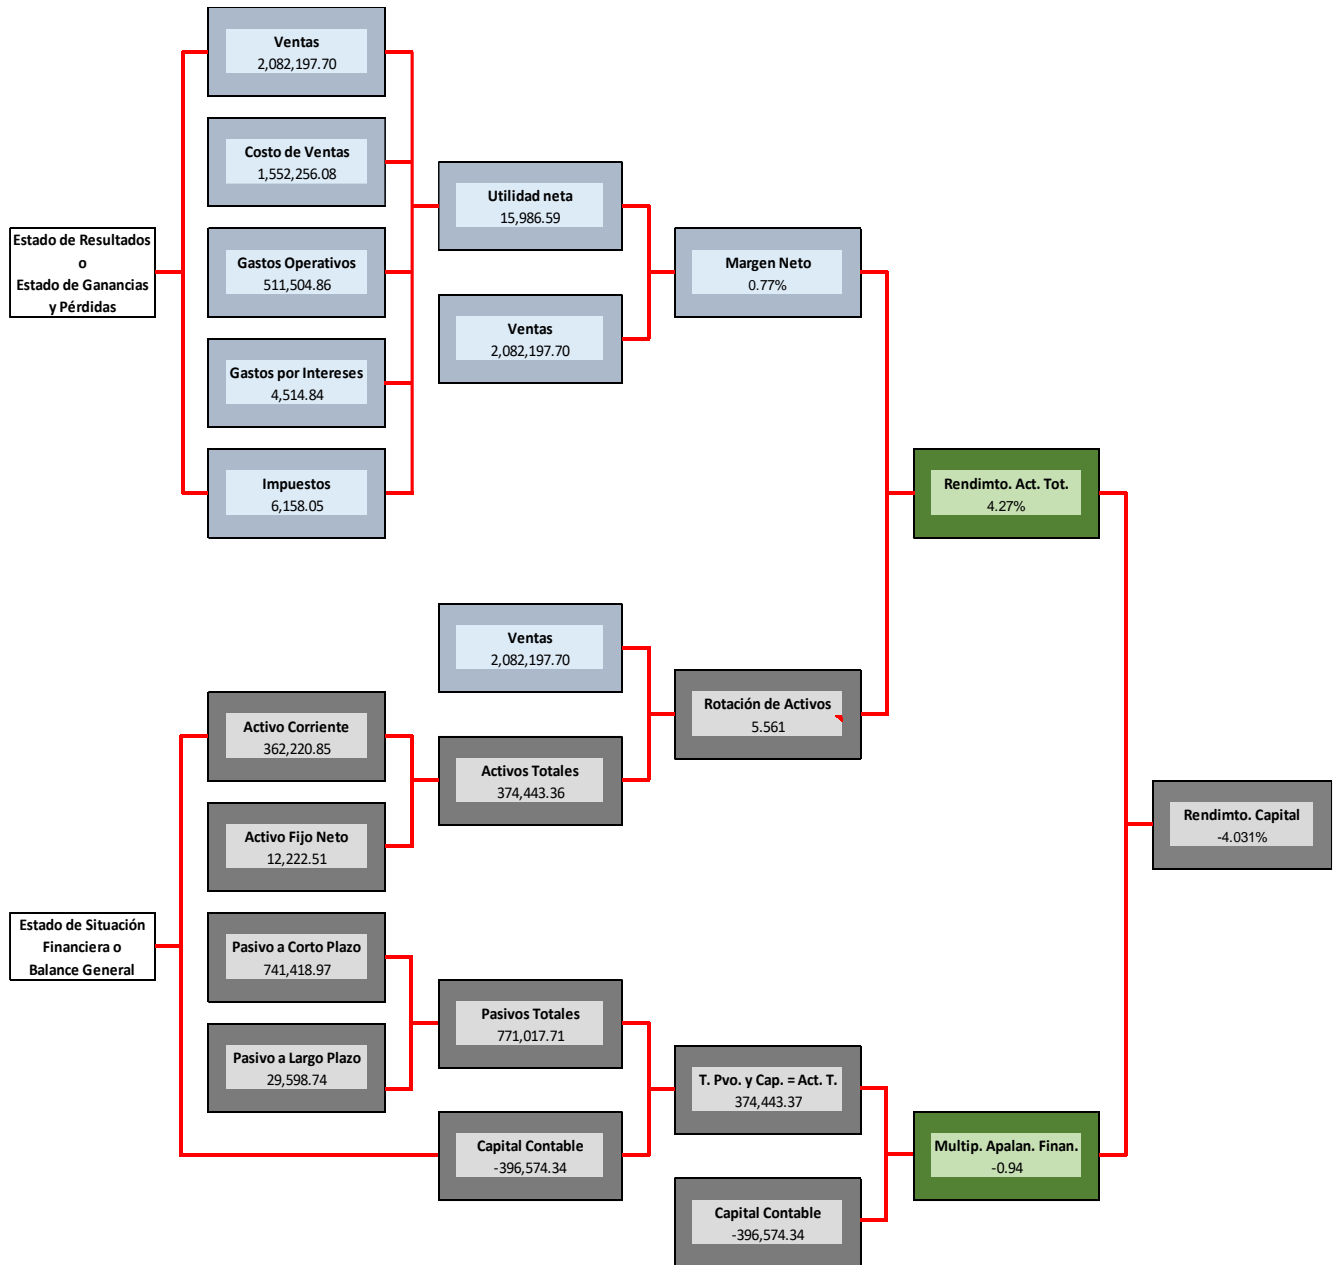 Ventas
2,082,197.70
Costo de Ventas
1,552,256.08
Utilidad neta
15,986.59
Estado de Resultados
o
Estado de Ganancias
y Pérdidas
Gastos Operativos
511,504.86
Margen Neto
0.77%
Ventas
2,082,197.70
Gastos por Intereses
4,514.84
Impuestos
6,158.05
Rendimto. Act. Tot.
4.27%
Ventas
2,082,197.70
Rotación de Activos
5.561
Activo Corriente
362,220.85
Activos Totales
374,443.36
Rendimto. Capital
-4.031%
Activo Fijo Neto
12,222.51
Estado de Situación
Financiera o
Balance General
Pasivo a Corto Plazo
741,418.97
Pasivos Totales
771,017.71
Pasivo a Largo Plazo
29,598.74
T. Pvo. y Cap. = Act. T.
374,443.37
Capital Contable
-396,574.34
Multip. Apalan. Finan.
-0.94
Capital Contable
-396,574.34